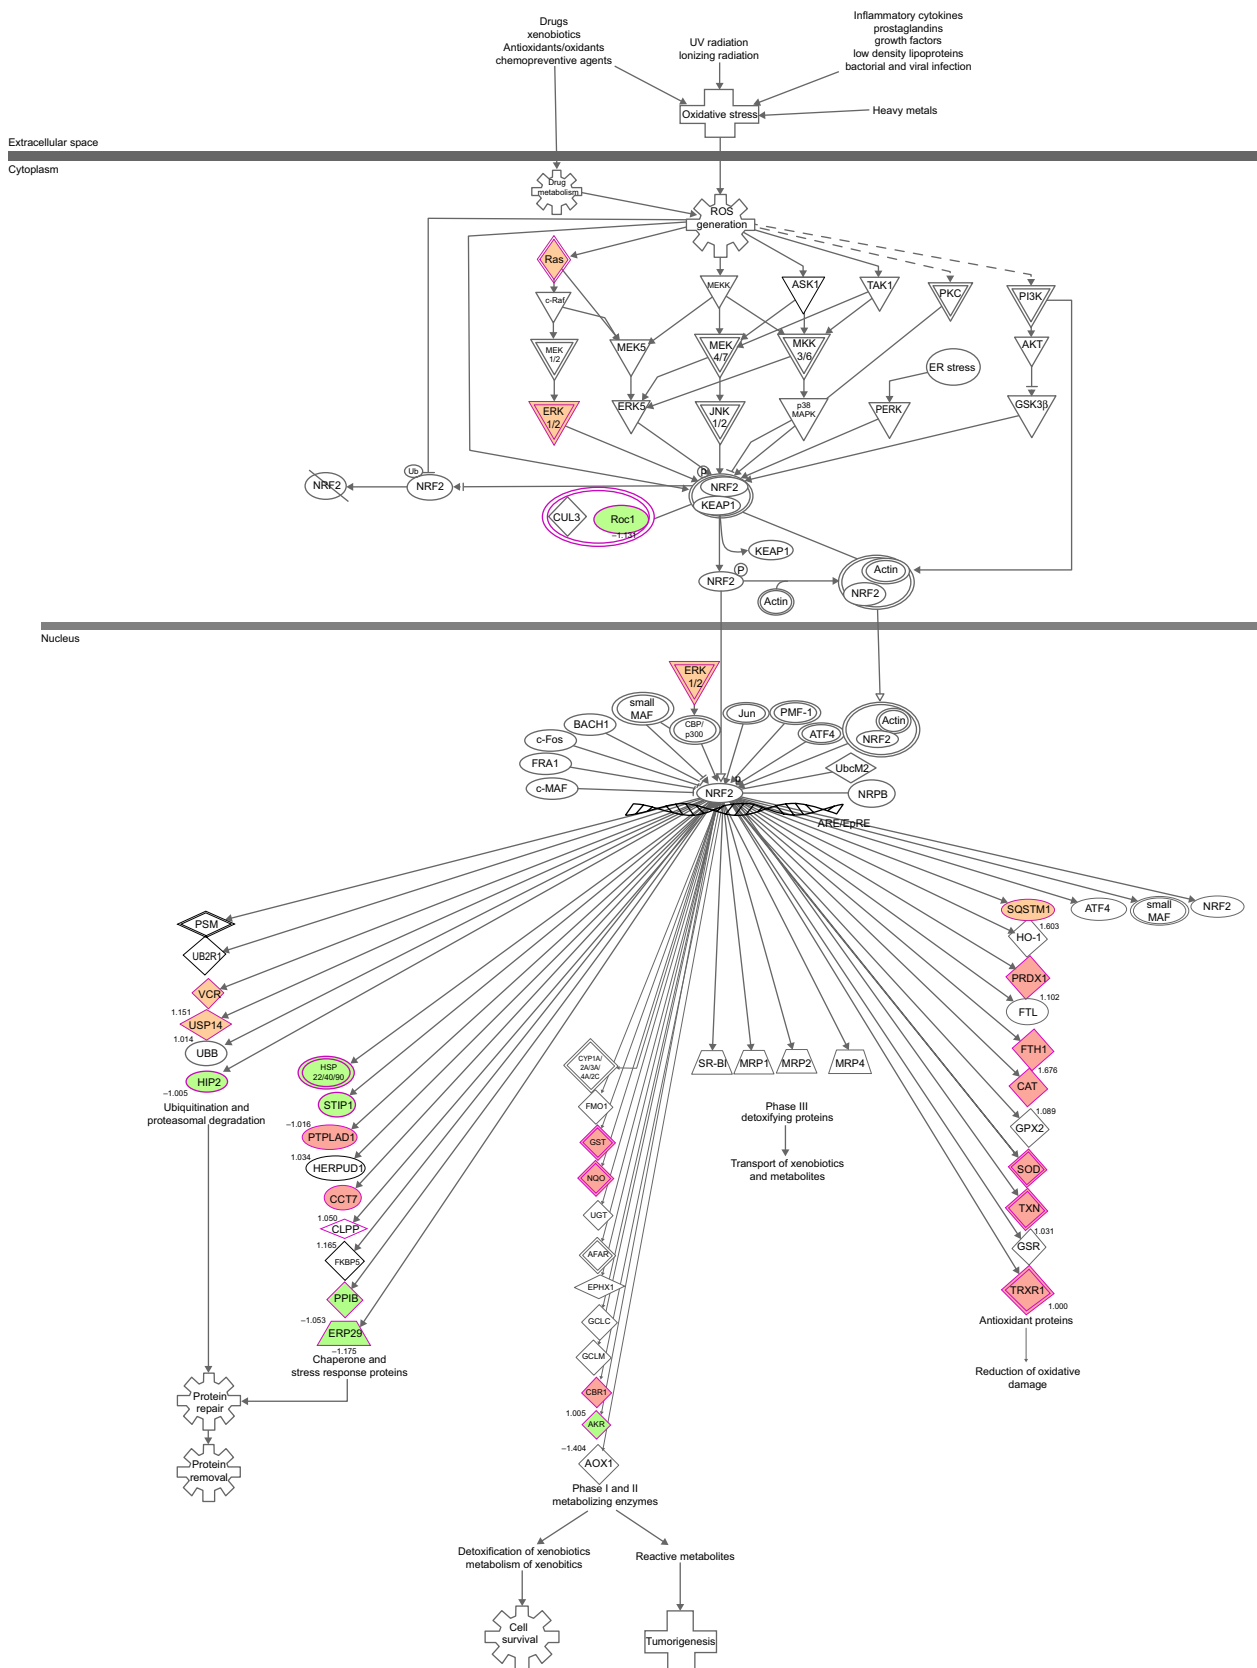 Drugs
xenobiotics
Antioxidants/oxidants
chemopreventive agents
UV radiation
Ionizing radiation
Inflammatory cytokines
prostaglandins
growth factors
low density lipoproteins
bacterial and viral infection
Oxidative stress
Heavy metals
Extracellular space
Cytoplasm
Drug
metabolism
ROS
generation
Ras
c-Raf
MEKK
ASK1
TAK1
PKC
PI3K
MEK
1/2
MEK5
MEK
4/7
MKK
3/6
AKT
ER stress
ERK
1/2
ERK5
JNK
1/2
p38
MAPK
PERK
GSK3β
NRF2
Ub
NRF2
p
NRF2
KEAP1
CUL3
Roc1
−1.131
KEAP1
NRF2
P
Actin
Actin
NRF2
Nucleus
ERK
1/2
small
MAF
CBP/
p300
Jun
PMF-1
ATF4
Actin
NRF2
BACH1
c-Fos
FRA1
c-MAF
UbcM2
NRPB
NRF2
p
ARE/EpRE
PSM
UB2R1
VCR
1.151
USP14
1.014
UBB
HIP2
−1.005
Ubiquitination and
proteasomal degradation
HSP
22/40/90
STIP1
−1.016
PTPLAD1
1.034
HERPUD1
CCT7
1.050
CLPP
1.165
FKBP5
PPIB
−1.053
ERP29
−1.175
Chaperone and
stress response proteins
Protein
repair
Protein
removal
CYP1A/
2A/3A/
4A/2C
FMO1
GST
NQO
UGT
AFAR
EPHX1
GCLC
GCLM
CBR1
1.005
AKR
−1.404
AOX1
Phase I and II
metabolizing enzymes
Detoxification of xenobiotics
metabolism of xenobitics
Reactive metabolites
Cell
survival
Tumorigenesis
SR-BI
MRP1
MRP2
MRP4
Phase III
detoxifying proteins
Transport of xenobiotics
and metabolites
SQSTM1
ATF4
small
MAF
NRF2
1.603
HO-1
PRDX1
1.102
FTL
FTH1
1.676
CAT
1.089
GPX2
SOD
TXN
1.031
GSR
TRXR1
1.000
Antioxidant proteins
Reduction of oxidative
damage